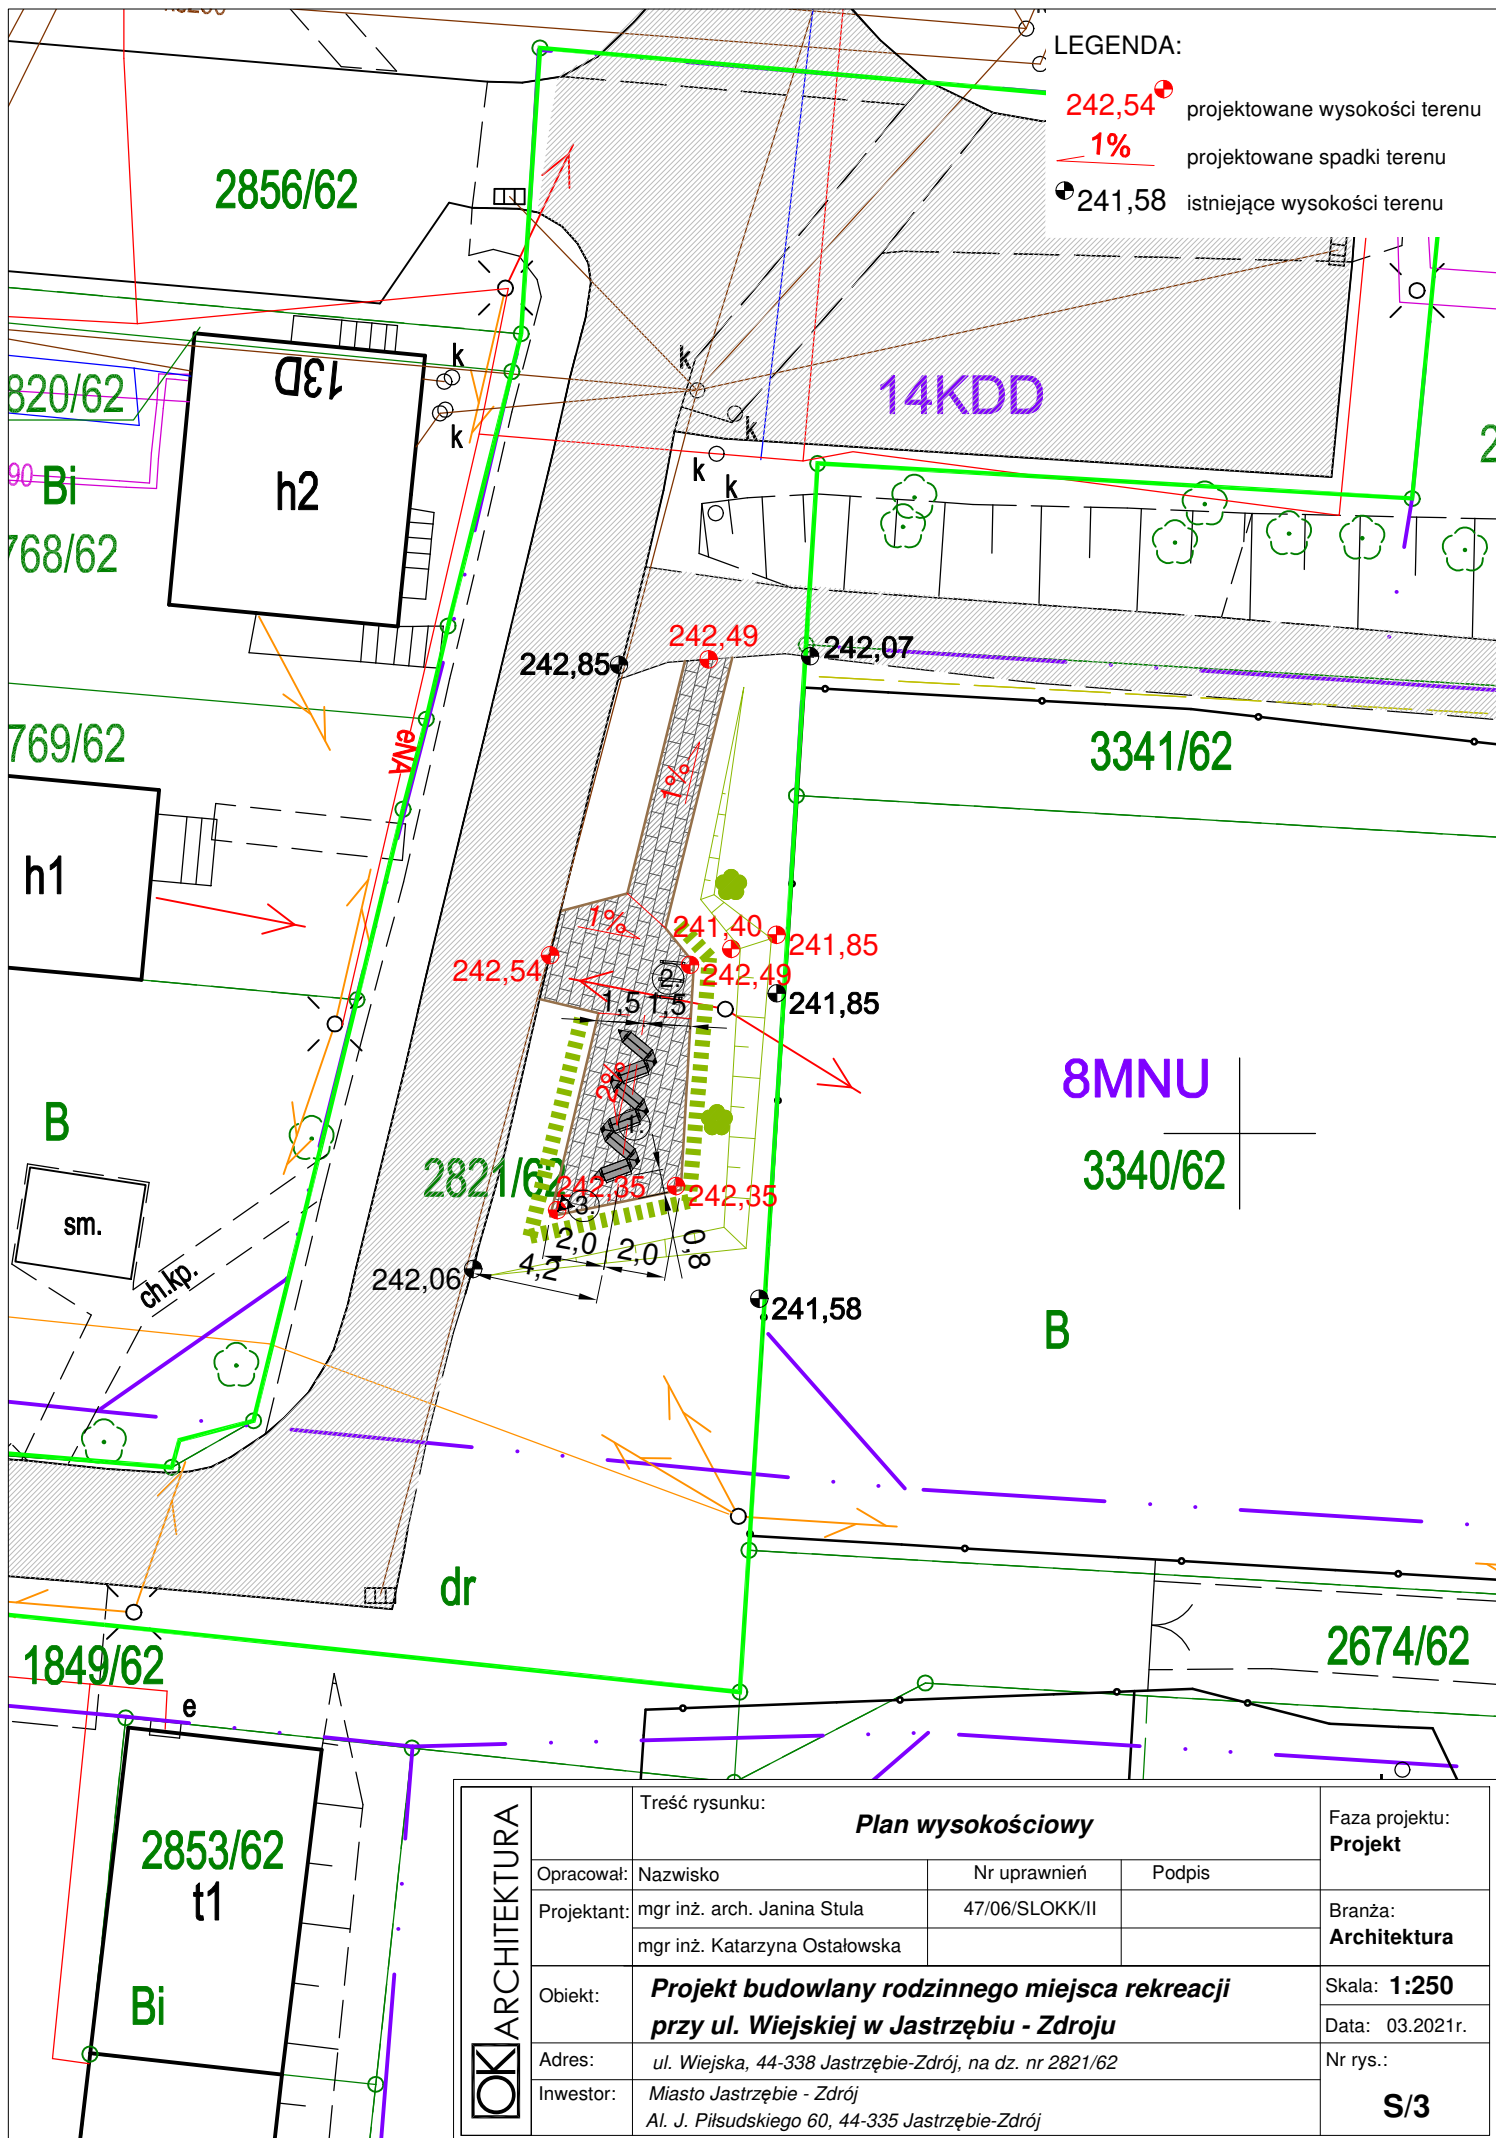 LEGENDA:
242,54 projektowane wysokości terenu
1% projektowane spadki terenu
241,58 istniejące wysokości terenu
2856/62
13D
k
k
k
k
k
k
14KDD
820/62
90
Bi
h2
768/62
242,49
242,85
242,07
769/62
eNA
3341/62
1%
h1
1%
241,40
241,85
242,54
2.
242,49
1,5
1,5
241,85
2%
8MNU
B
1.
2821/62
3340/62
242,35
242,35
3.
sm.
ch.kp.
2,0
2,0
0,8
4,2
242,06
241,58
B
dr
1849/62
2674/62
e
2853/62
t1
Bi
OK ARCHITEKTURA
Treść rysunku:
Plan wysokościowy
Faza projektu:
Projekt
Opracował: Nazwisko Nr uprawnień Podpis
Projektant: mgr inż. arch. Janina Stula 47/06/SLOKK/II
mgr inż. Katarzyna Ostałowska
Branża:
Architektura
Obiekt: Projekt budowlany rodzinnego miejsca rekreacji
przy ul. Wiejskiej w Jastrzębiu - Zdroju
Skala: 1:250
Data: 03.2021r.
Adres: ul. Wiejska, 44-338 Jastrzębie-Zdrój, na dz. nr 2821/62
Nr rys.:
S/3
Inwestor: Miasto Jastrzębie - Zdrój
Al. J. Piłsudskiego 60, 44-335 Jastrzębie-Zdrój